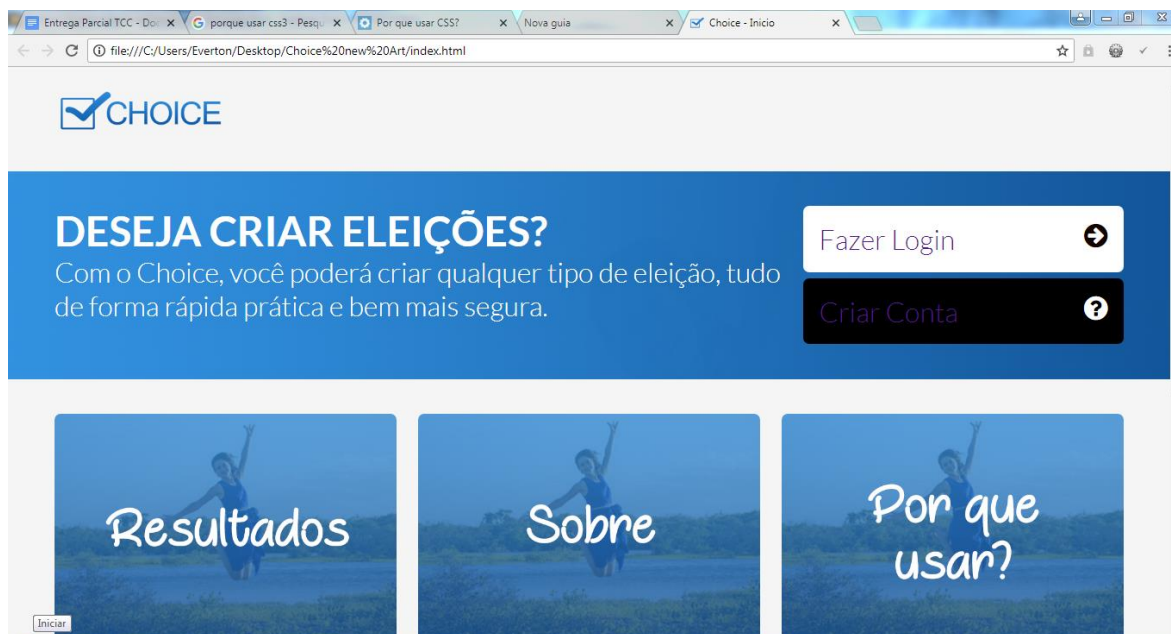 Entrega Parcial TCC - Do
porque usar css3 - Pesqu
Por que usar CSS?
Nova guia
Choice - Inicio
file:///C:/Users/Everton/Desktop/Choice%20new%20Art/index.html
CHOICE
DESEJA CRIAR ELEIÇÕES?
Com o Choice, você poderá criar qualquer tipo de eleição, tudo
de forma rápida prática e bem mais segura.
Fazer Login
Criar Conta
Resultados
Sobre
Por que
usar?
Iniciar